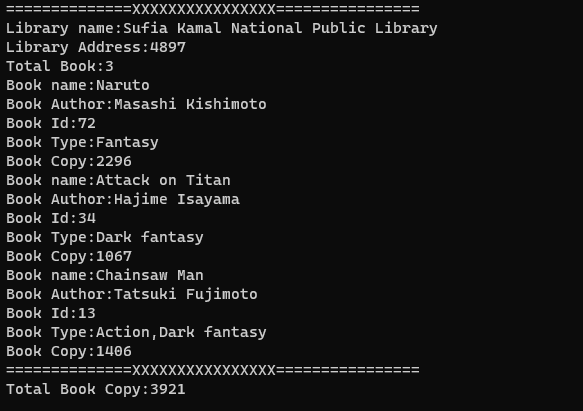 ==============XXXXXXXXXXXXXXXX================
Library name:Sufia Kamal National Public Library
Library Address:4897
Total Book:3
Book name:Naruto
Book Author:Masashi Kishimoto
Book Id:72
Book Type:Fantasy
Book Copy:2296
Book name:Attack on Titan
Book Author:Hajime Isayama
Book Id:34
Book Type:Dark fantasy
Book Copy:1067
Book name:Chainsaw Man
Book Author:Tatsuki Fujimoto
Book Id:13
Book Type:Action,Dark fantasy
Book Copy:1406
==============XXXXXXXXXXXXXXXX================
Total Book Copy:3921